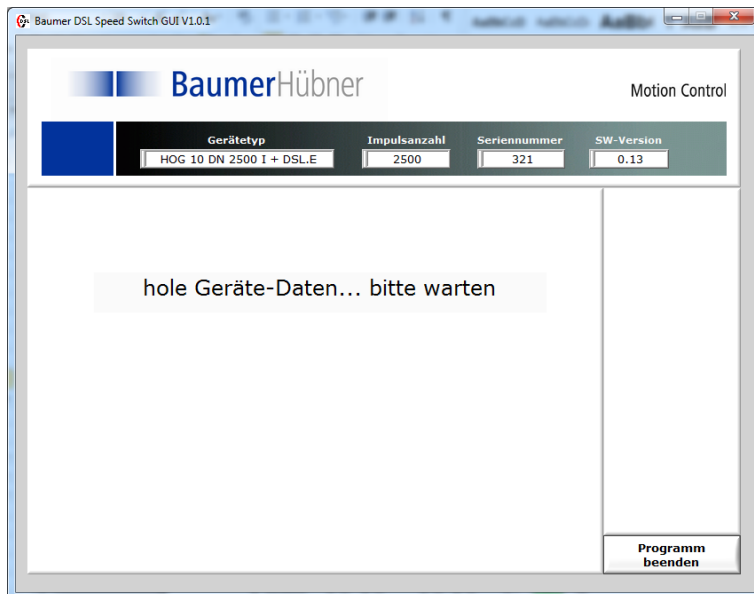 Baumer DSL Speed Switch GUI V1.0.1
BaumerHübner
Motion Control
Gerätetyp Impulsanzahl Seriennummer SW-Version
HOG 10 DN 2500 I + DSL.E 2500 321 0.13
hole Geräte-Daten... bitte warten
Programm
beenden